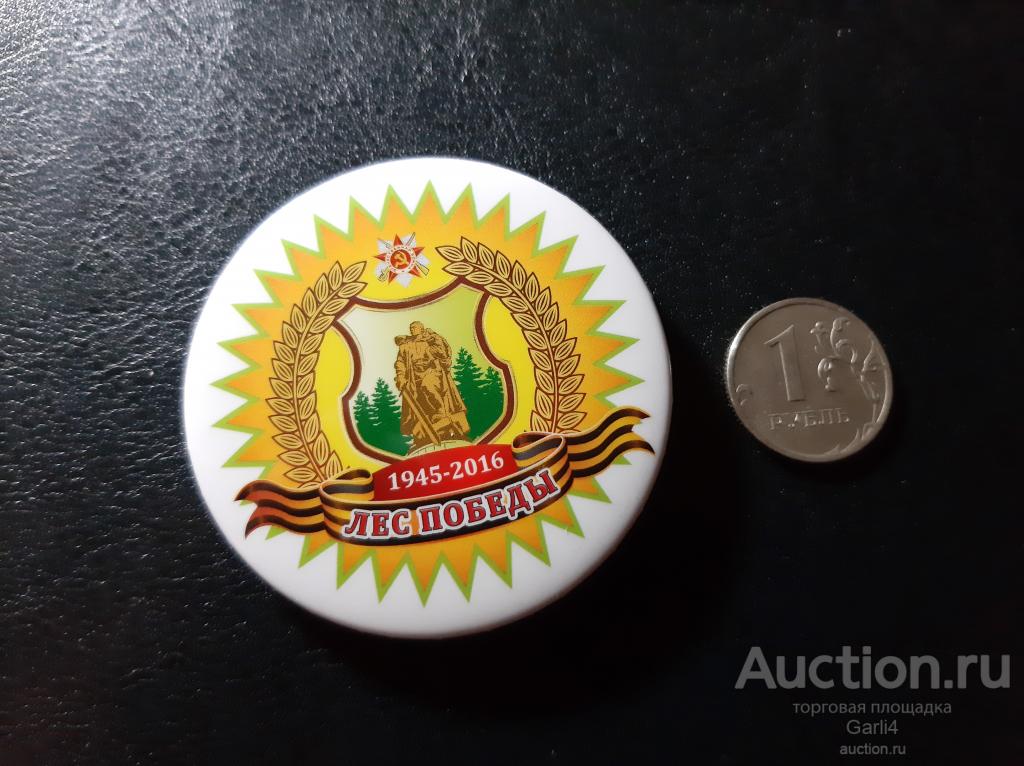 1945-2016
ЛЕС ПОБЕДЫ
1
РУБЛЬ
Auction.ru
торговая площадка
Garli4
auction.ru